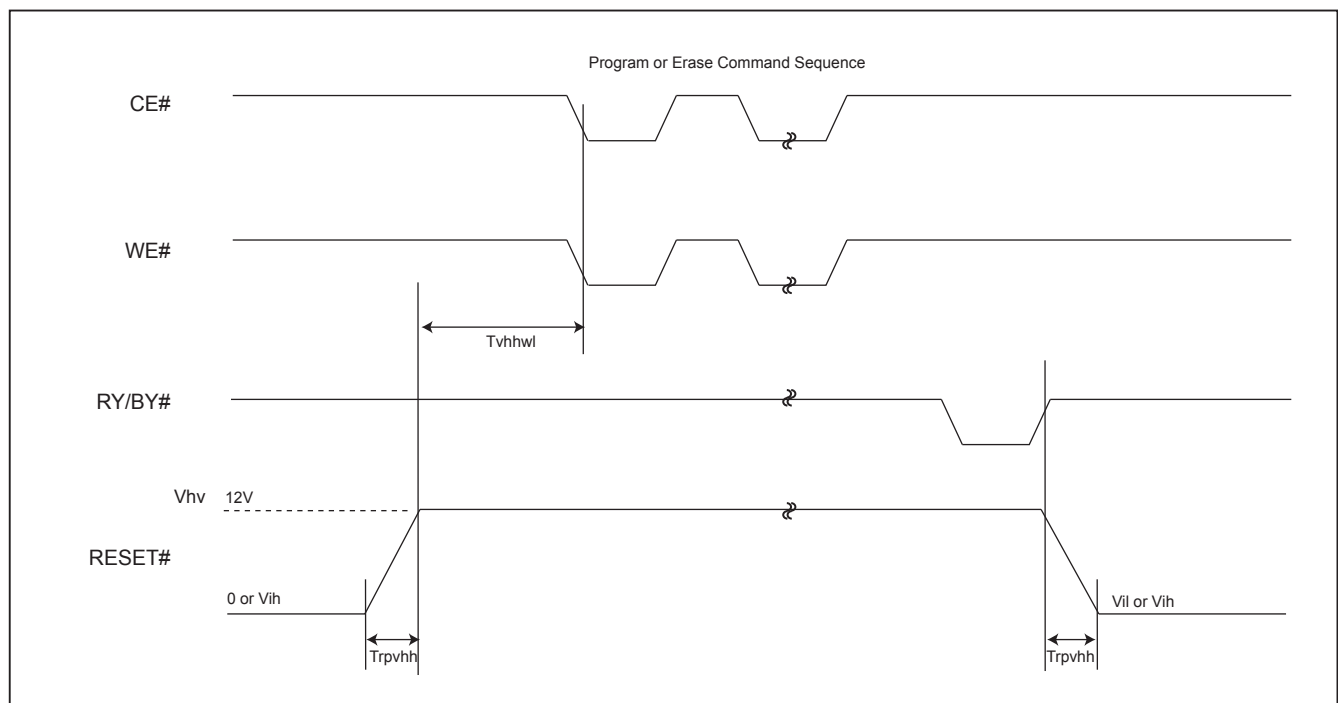 Program or Erase Command Sequence
CE#
WE#
Tvhhwl
RY/BY#
Vhv 12V
RESET#
0 or Vih
Vil or Vih
Trpvhh
Trpvhh